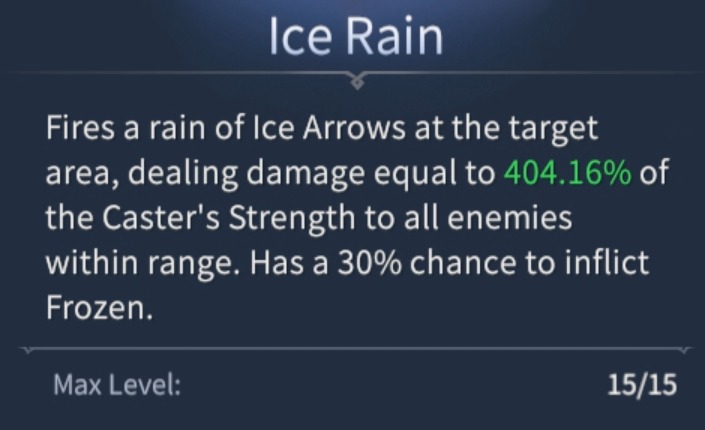 Ice Rain
Fires a rain of Ice Arrows at the target
area, dealing damage equal to 404.16% of
the Caster's Strength to all enemies
within range. Has a 30% chance to inflict
Frozen.
Max Level: 15/15